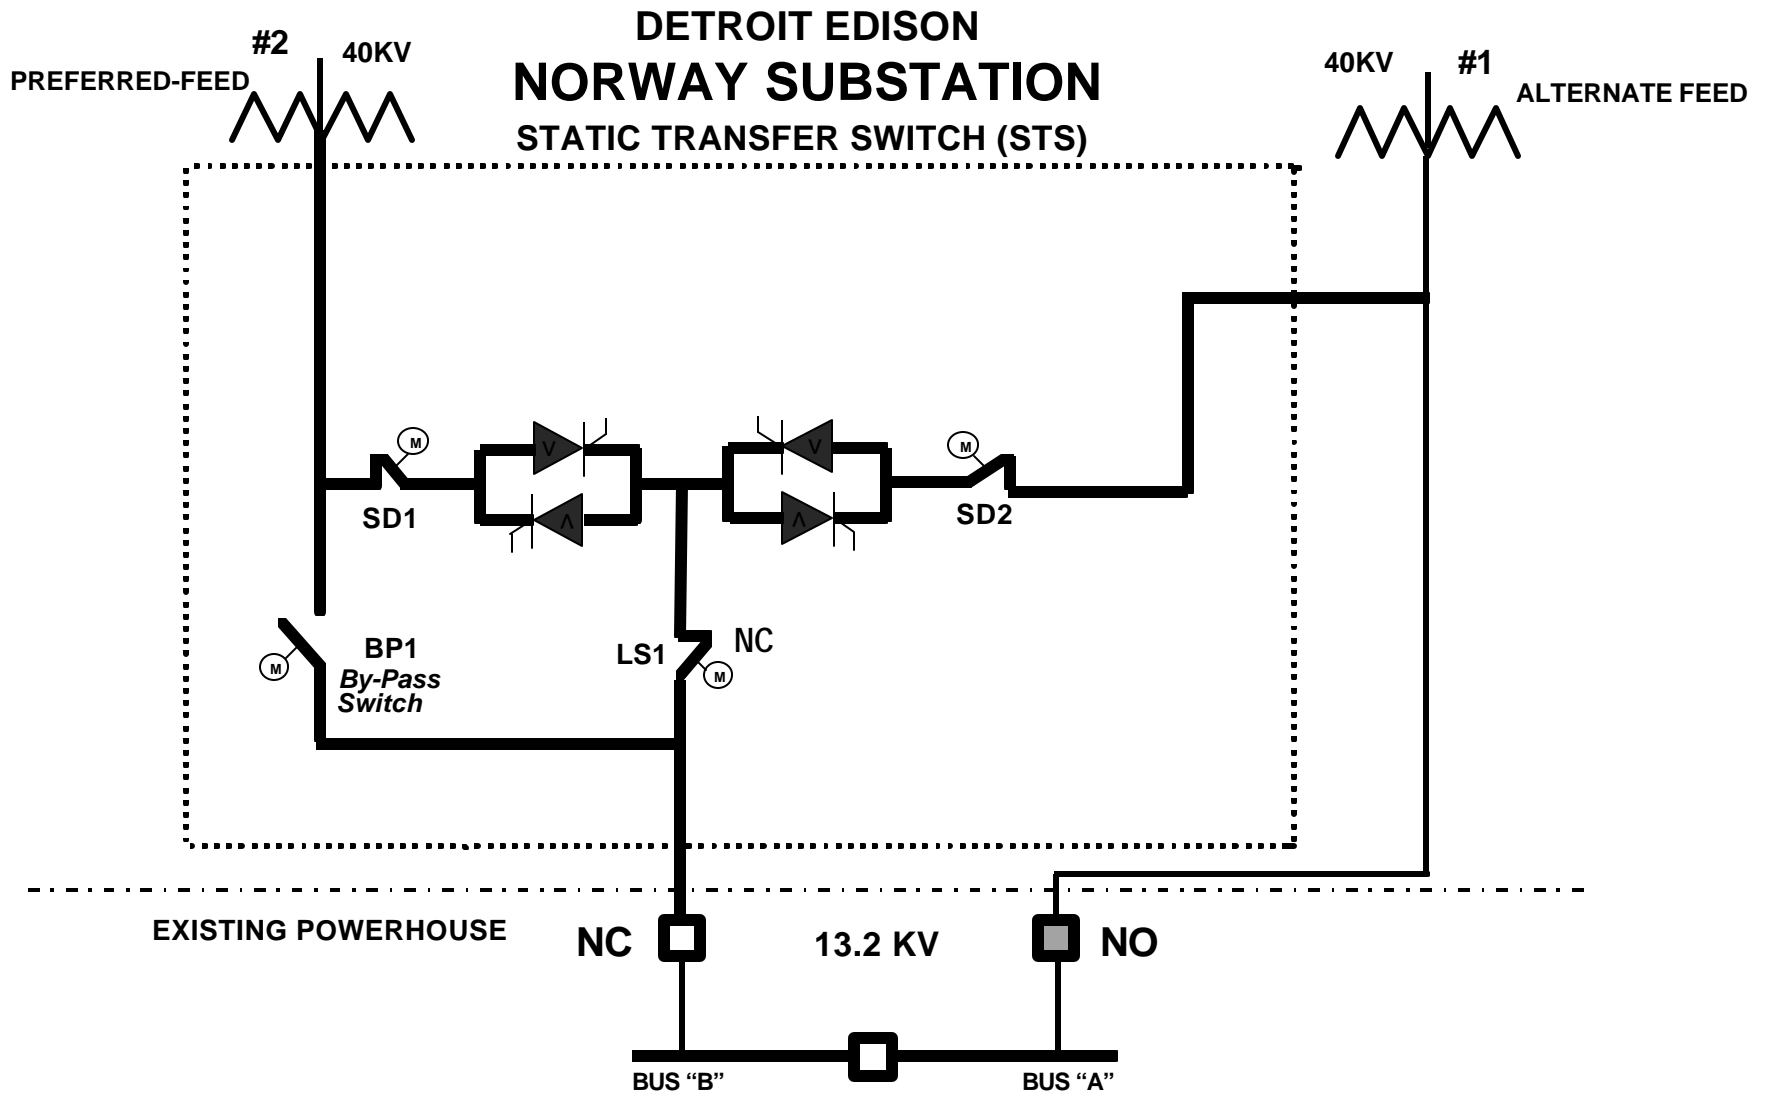 DETROIT EDISON
NORWAY SUBSTATION
STATIC TRANSFER SWITCH (STS)
#2
40KV
PREFERRED-FEED
40KV
#1
ALTERNATE FEED
M
V
V
M
SD1
Λ
Λ
SD2
BP1
By-Pass
Switch
M
LS1
NC
M
EXISTING POWERHOUSE
NC
13.2 KV
NO
BUS “B”
BUS “A”